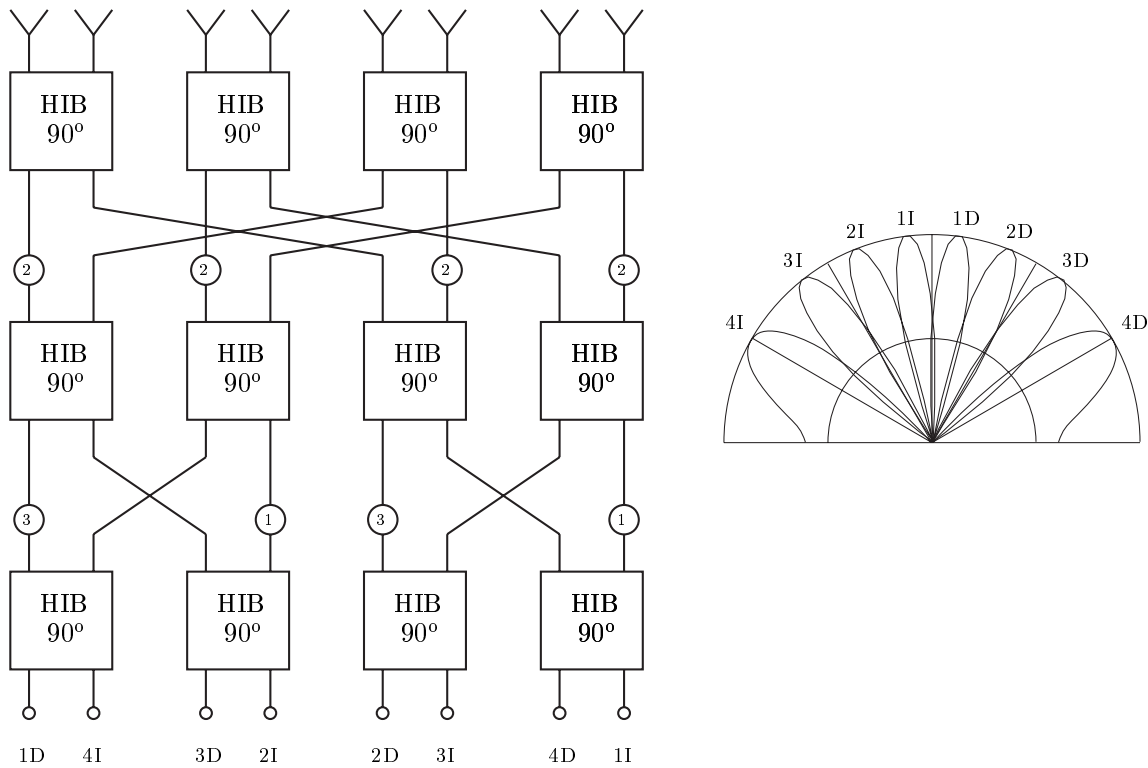 HIB HIB HIB HIB
90º 90º 90º 90º
2 2 2 2
HIB HIB HIB HIB
90º 90º 90º 90º
3 1 3 1
HIB HIB HIB HIB
90º 90º 90º 90º
1D 4I 3D 2I 2D 3I 4D 1I
1I 1D
2I 2D
3I 3D
4I 4D